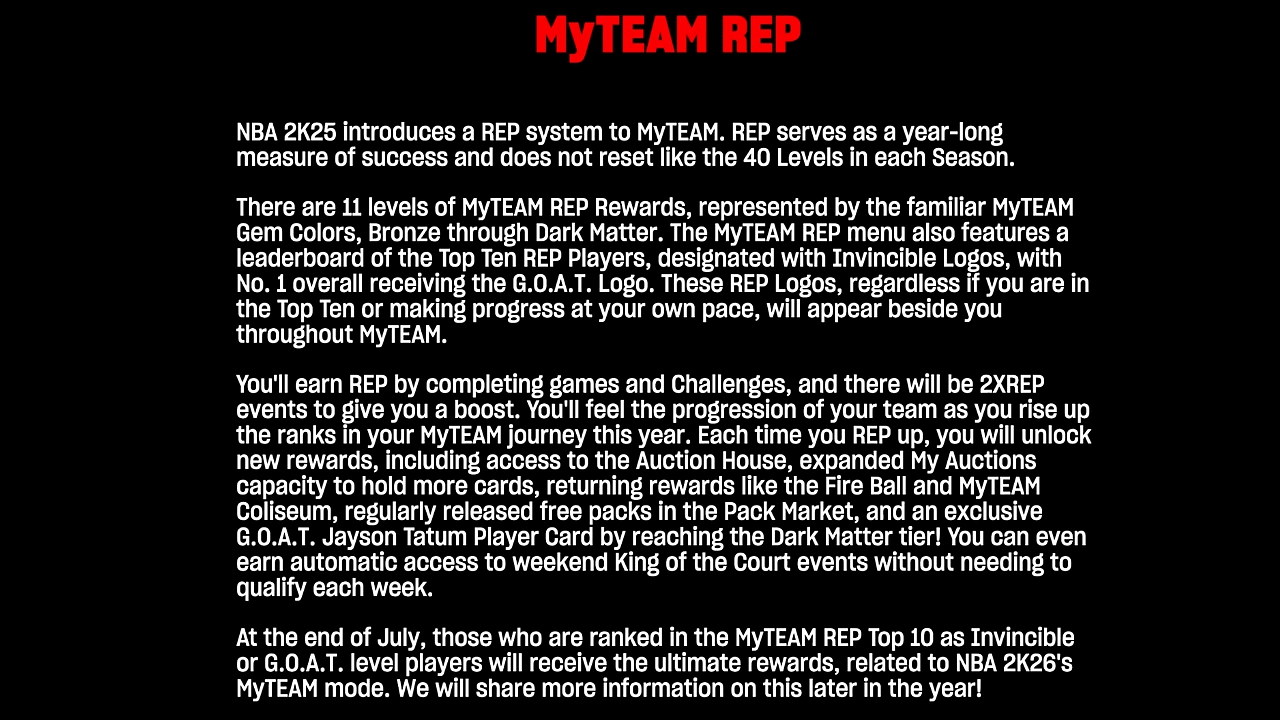 MyTEAM REP
NBA 2K25 introduces a REP system to MyTEAM. REP serves as a year-long
measure of success and does not reset like the 40 Levels in each Season.
There are 11 levels of MyTEAM REP Rewards, represented by the familiar MyTEAM
Gem Colors, Bronze through Dark Matter. The MyTEAM REP menu also features a
leaderboard of the Top Ten REP Players, designated with Invincible Logos, with
No. 1 overall receiving the G.O.A.T. Logo. These REP Logos, regardless if you are in
the Top Ten or making progress at your own pace, will appear beside you
throughout MyTEAM.
You'll earn REP by completing games and Challenges, and there will be 2XREP
events to give you a boost. You'll feel the progression of your team as you rise up
the ranks in your MyTEAM journey this year. Each time you REP up, you will unlock
new rewards, including access to the Auction House, expanded My Auctions
capacity to hold more cards, returning rewards like the Fire Ball and MyTEAM
Coliseum, regularly released free packs in the Pack Market, and an exclusive
G.O.A.T. Jayson Tatum Player Card by reaching the Dark Matter tier! You can even
earn automatic access to weekend King of the Court events without needing to
qualify each week.
At the end of July, those who are ranked in the MyTEAM REP Top 10 as Invincible
or G.O.A.T. level players will receive the ultimate rewards, related to NBA 2K26's
MyTEAM mode. We will share more information on this later in the year!